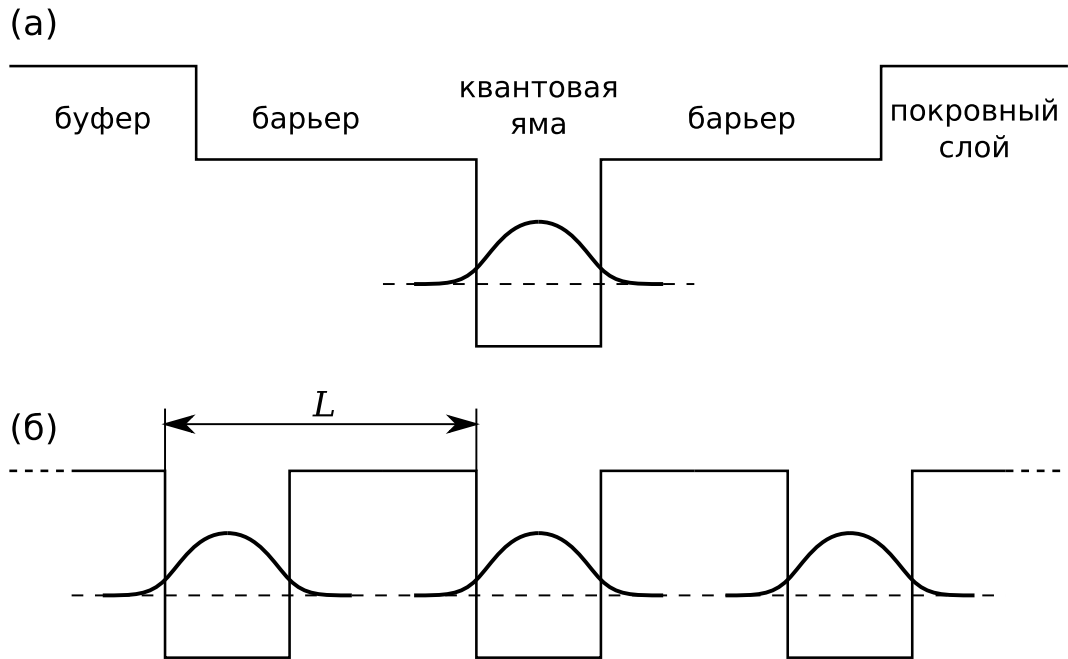 (а)
буфер
барьер
квантовая
яма
барьер
покровный
слой
(б)
L